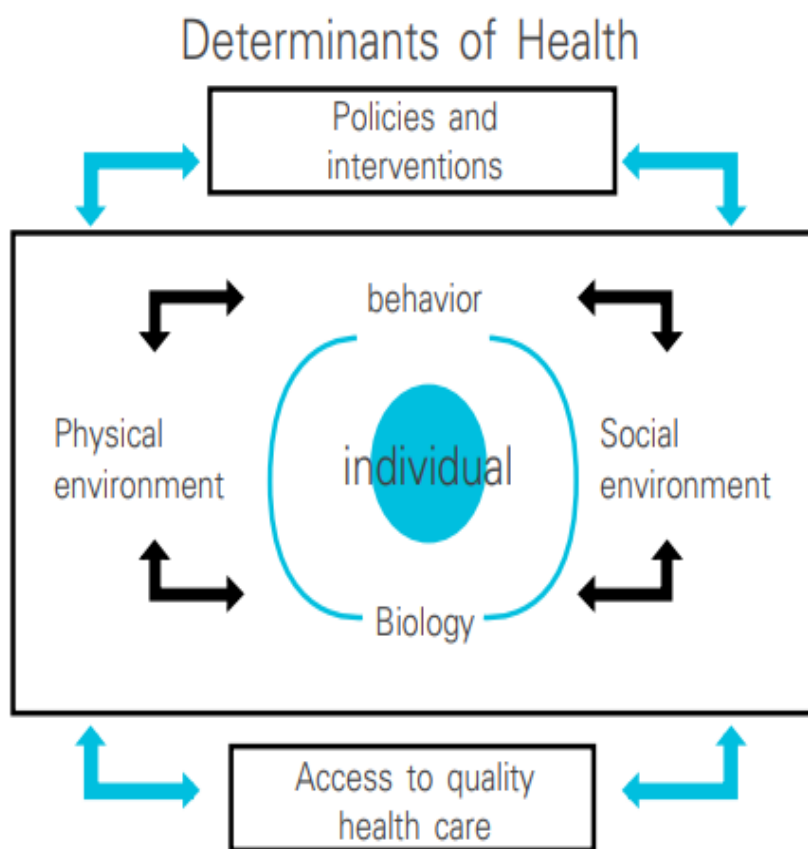 Determinants of Health
Policies and
interventions
behavior
Physical
environment
individual
Social
environment
Biology
Access to quality
health care